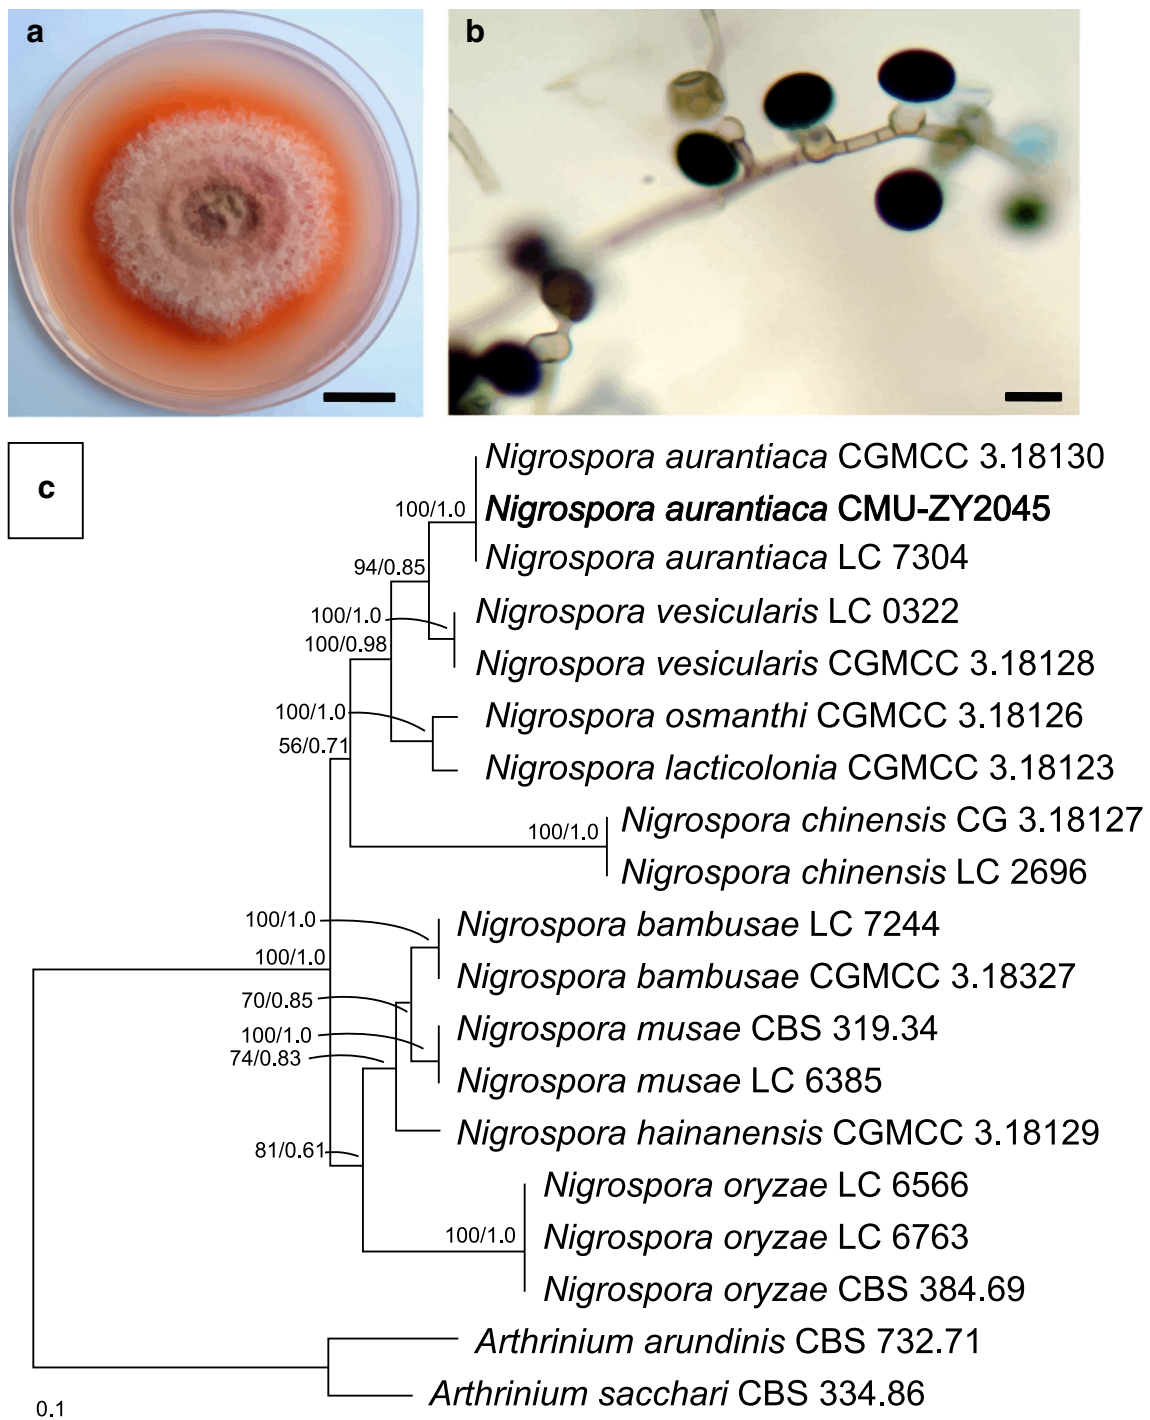 a
b
c
Nigrospora aurantiaca CGMCC 3.18130
100/1.0
Nigrospora aurantiaca CMU-ZY2045
Nigrospora aurantiaca LC 7304
94/0.85
100/1.0
Nigrospora vesicularis LC 0322
100/0.98
Nigrospora vesicularis CGMCC 3.18128
100/1.0
Nigrospora osmanthi CGMCC 3.18126
56/0.71
Nigrospora lacticolonia CGMCC 3.18123
100/1.0
Nigrospora chinensis CG 3.18127
Nigrospora chinensis LC 2696
100/1.0
Nigrospora bambusae LC 7244
100/1.0
Nigrospora bambusae CGMCC 3.18327
70/0.85
100/1.0
Nigrospora musae CBS 319.34
74/0.83
Nigrospora musae LC 6385
Nigrospora hainanensis CGMCC 3.18129
81/0.61
Nigrospora oryzae LC 6566
100/1.0
Nigrospora oryzae LC 6763
Nigrospora oryzae CBS 384.69
Arthrinium arundinis CBS 732.71
Arthrinium sacchari CBS 334.86
0.1